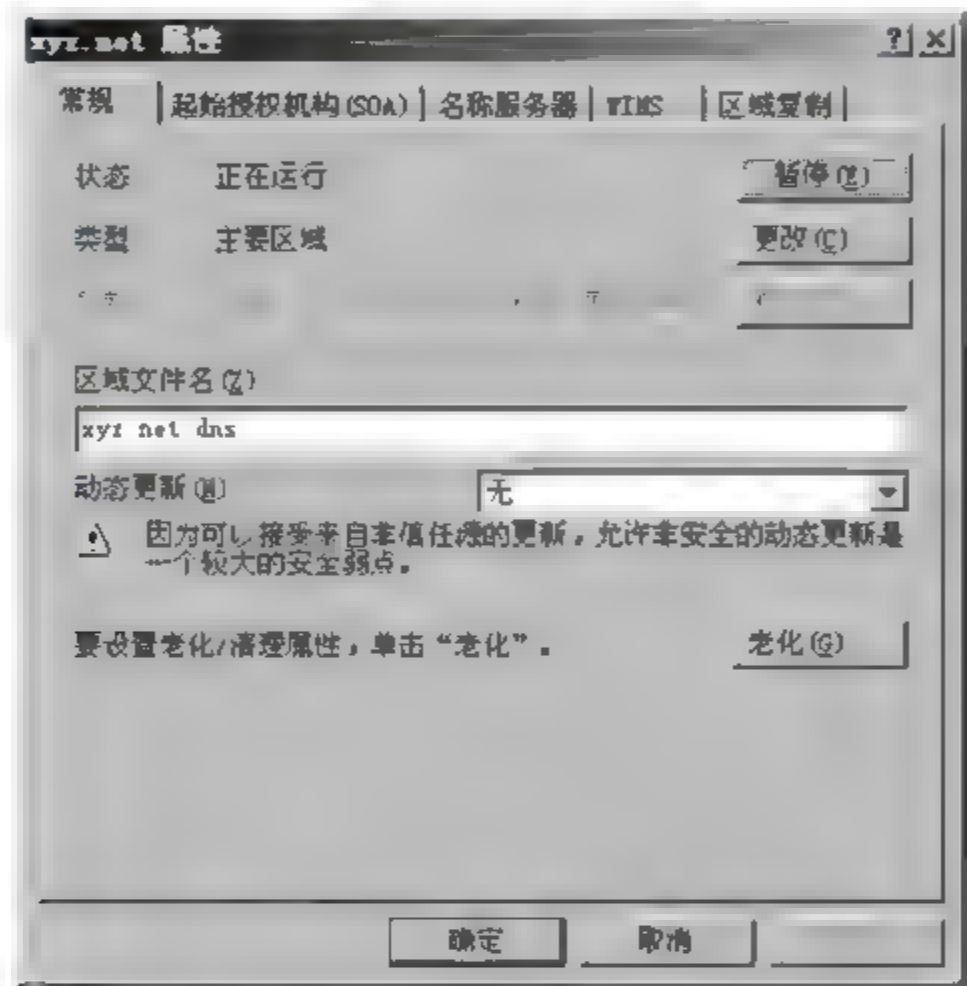 xyz.net 属性
常规 起始授权机构(SOA) 名称服务器 WINS 区域复制
状态 正在运行 暂停(U)
类型 主要区域 更改(C)
区域文件名(Z)
xyz net dns
动态更新(N) 无
因为可以接受来自非信任源的更新，允许非安全的动态更新是
一个较大的安全弱点。
要设置老化/清理属性，单击“老化”。 老化(G)
确定 取消